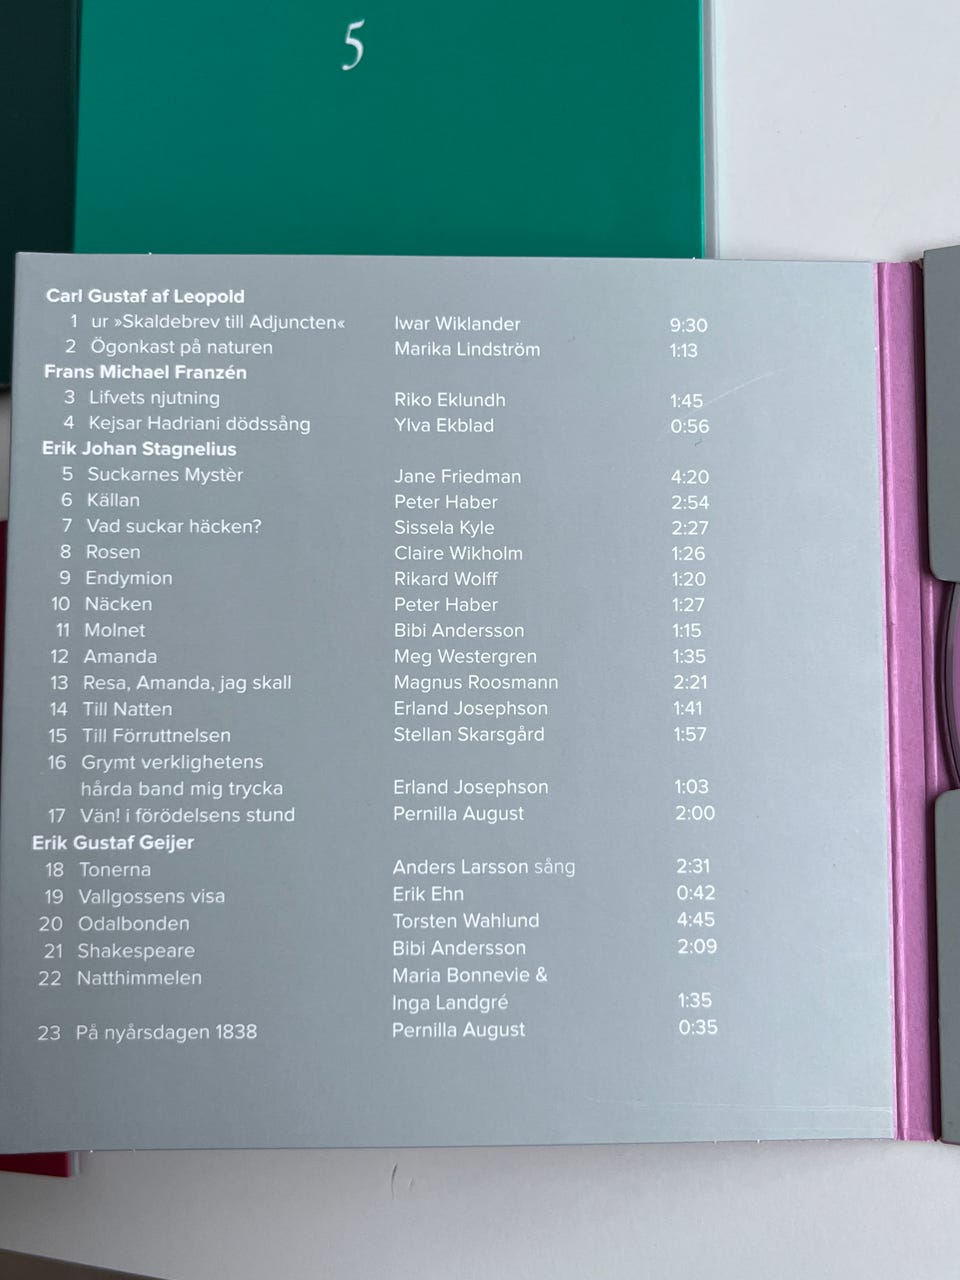 5
Carl Gustaf af Leopold
1 ur »Skaldebrev till Adjuncten« Iwar Wiklander 9:30
2 Ögonkast på naturen Marika Lindström 1:13
Frans Michael Franzén
3 Lifvets njutning Riko Eklundh 1:45
4 Kejsar Hadriani dödssång Ylva Ekblad 0:56
Erik Johan Stagnelius
5 Suckarnes Mystèr Jane Friedman 4:20
6 Källan Peter Haber 2:54
7 Vad suckar häcken? Sissela Kyle 2:27
8 Rosen Claire Wikholm 1:26
9 Endymion Rikard Wolff 1:20
10 Näcken Peter Haber 1:27
11 Molnet Bibi Andersson 1:15
12 Amanda Meg Westergren 1:35
13 Resa, Amanda, jag skall Magnus Roosmann 2:21
14 Till Natten Erland Josephson 1:41
15 Till Förruttnelsen Stellan Skarsgård 1:57
16 Grymt verklighetens
hårda band mig trycka Erland Josephson 1:03
17 Vän! i förödelsens stund Pernilla August 2:00
Erik Gustaf Geijer
18 Tonerna Anders Larsson sång 2:31
19 Vallgossens visa Erik Ehn 0:42
20 Odalbonden Torsten Wahlund 4:45
21 Shakespeare Bibi Andersson 2:09
22 Natthimmelen Maria Bonnevie &
Inga Landgré 1:35
23 På nyårsdagen 1838 Pernilla August 0:35